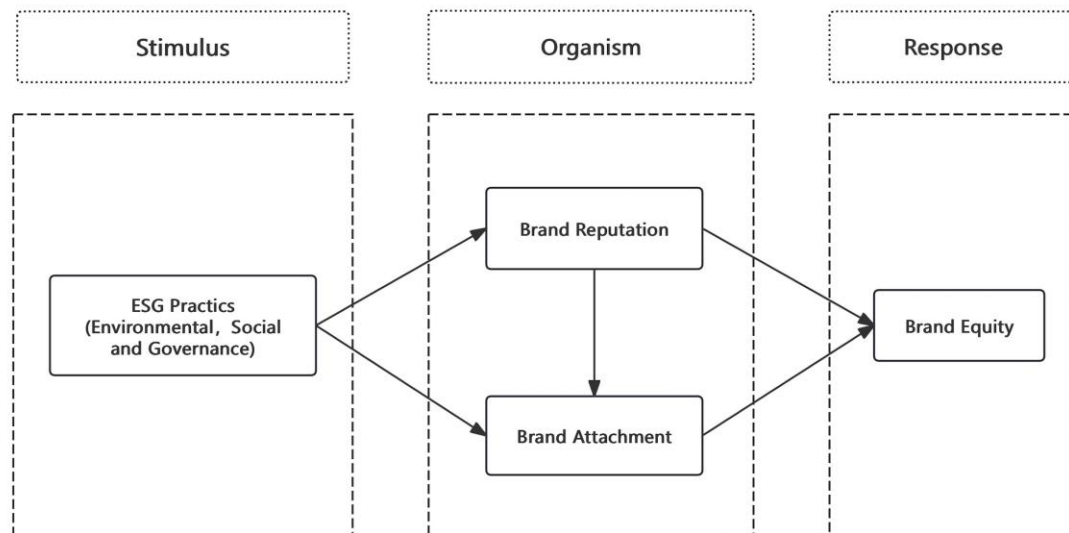 Stimulus
Organism
Response
Brand Reputation
ESG Practics
(Environmental, Social
and Governance)
Brand Equity
Brand Attachment